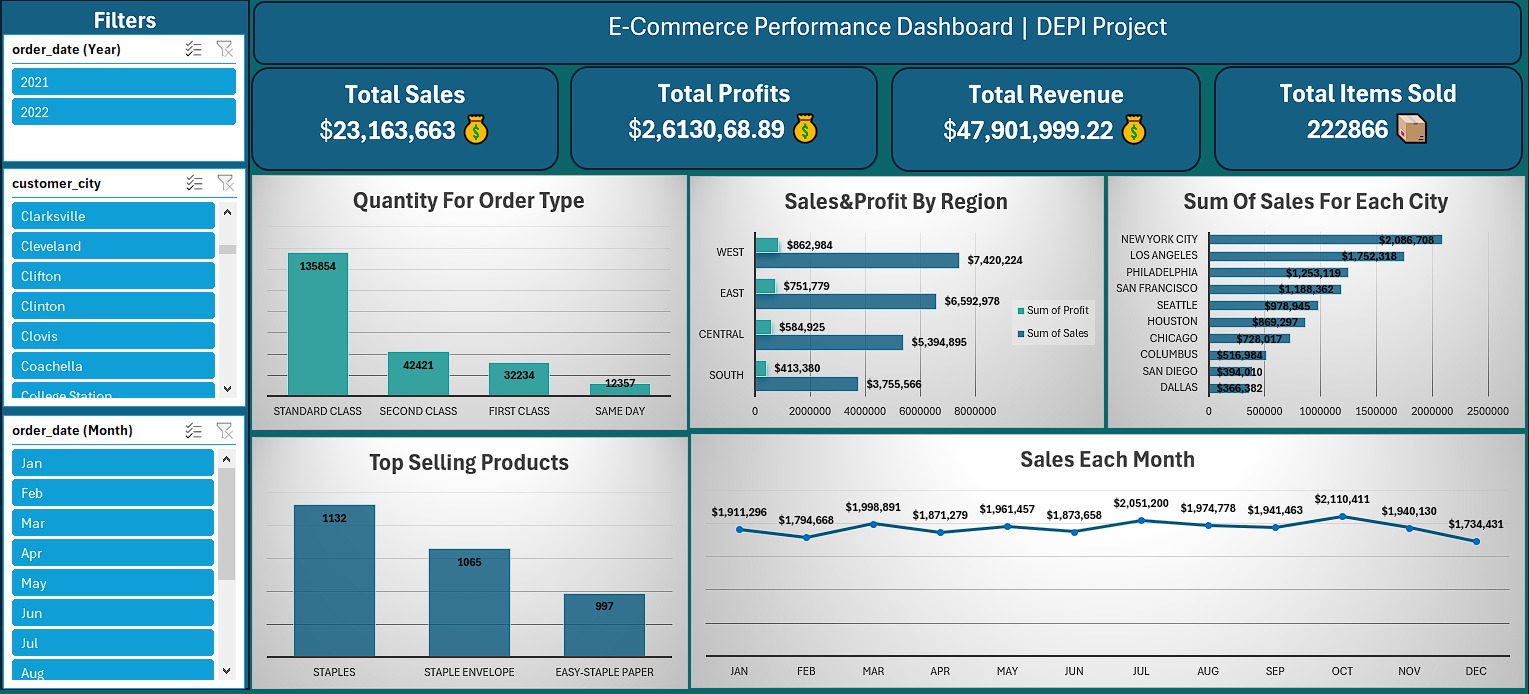 Filters
order_date (Year)
2021
2022
customer_city
Clarksville
Cleveland
Clifton
Clinton
Clovis
Coachella
College Station
order_date (Month)
Jan
Feb
Mar
Apr
May
Jun
Jul
Aug
E-Commerce Performance Dashboard | DEPI Project
Total Sales
$23,163,663
Total Profits
$2,6130,68.89
Total Revenue
$47,901,999.22
Total Items Sold
222866
Quantity For Order Type
135854
42421
32234
12357
STANDARD CLASS SECOND CLASS FIRST CLASS SAME DAY
Sales&Profit By Region
WEST $862,984
$7,420,224
EAST $751,779
$6,592,978
CENTRAL $584,925
$5,394,895
SOUTH $413,380
$3,755,566
0 2000000 4000000 6000000 8000000
Sum of Profit
Sum of Sales
Sum Of Sales For Each City
NEW YORK CITY $2,086,708
LOS ANGELES $1,752,318
PHILADELPHIA $1,253,119
SAN FRANCISCO $1,188,362
SEATTLE $978,945
HOUSTON $869,297
CHICAGO $728,017
COLUMBUS $516,984
SAN DIEGO $394,010
DALLAS $366,382
0 500000 1000000 1500000 2000000 2500000
Top Selling Products
1132
1065
997
STAPLES STAPLE ENVELOPE EASY-STAPLE PAPER
Sales Each Month
$1,911,296 $1,794,668 $1,998,891 $1,871,279 $1,961,457 $1,873,658 $2,051,200 $1,974,778 $1,941,463 $2,110,411 $1,940,130 $1,734,431
JAN FEB MAR APR MAY JUN JUL AUG SEP OCT NOV DEC